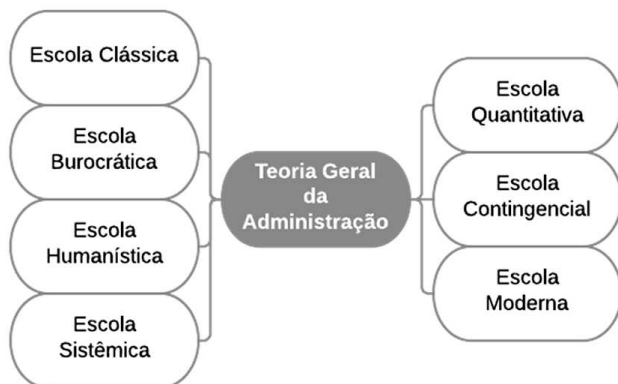 Escola Clássica
Escola
Burocrática
Escola
Humanística
Escola
Sistêmica
Teoria Geral
da
Administração
Escola
Quantitativa
Escola
Contingencial
Escola
Moderna